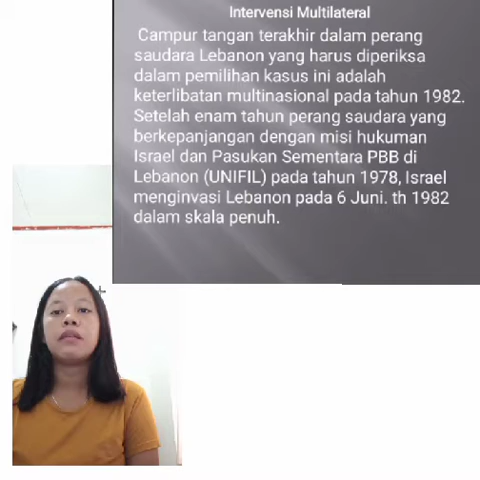 Intervensi Multilateral
Campur tangan terakhir dalam perang
saudara Lebanon yang harus diperiksa
dalam pemilihan kasus ini adalah
keterlibatan multinasional pada tahun 1982.
Setelah enam tahun perang saudara yang
berkepanjangan dengan misi hukuman
Israel dan Pasukan Sementara PBB di
Lebanon (UNIFIL) pada tahun 1978, Israel
menginvasi Lebanon pada 6 Juni. th 1982
dalam skala penuh.